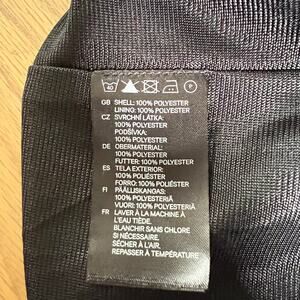 40 P
GB SHELL: 100% POLYESTER
LINING: 100% POLYESTER
CZ SVRCHNÍ LÁTKA:
100% POLYESTER
PODŠÍVKA:
100% POLYESTER
DE OBERMATERIAL:
100% POLYESTER
FUTTER: 100% POLYESTER
ES TELA EXTERIOR:
100% POLIÉSTER
FORRO: 100% POLIÉSTER
FI PÄÄLLISKANGAS:
100% POLYESTERIÄ
VUORI: 100% POLYESTERIÄ
FR LAVER À LA MACHINE À
L'EAU TIÈDE.
BLANCHIR SANS CHLORE
SI NÉCESSAIRE.
SÉCHER À L'AIR.
REPASSER À TEMPÉRATURE